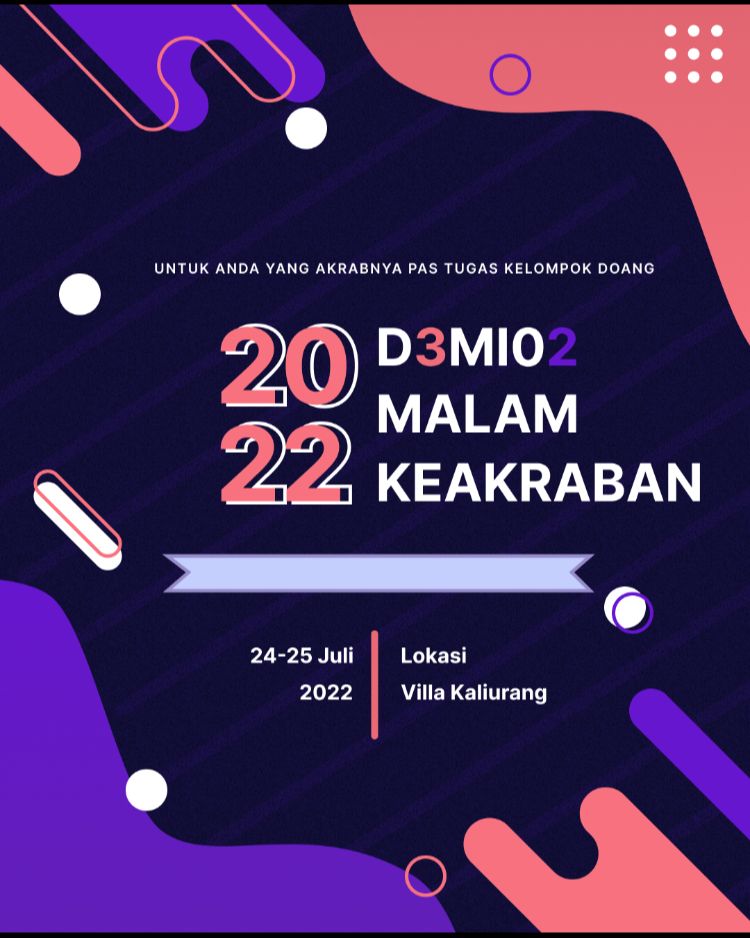 UNTUK ANDA YANG AKRABNYA PAS TUGAS KELOMPOK DOANG
20
22
D3MI02
MALAM
KEAKRABAN
24-25 Juli
2022
Lokasi
Villa Kaliurang